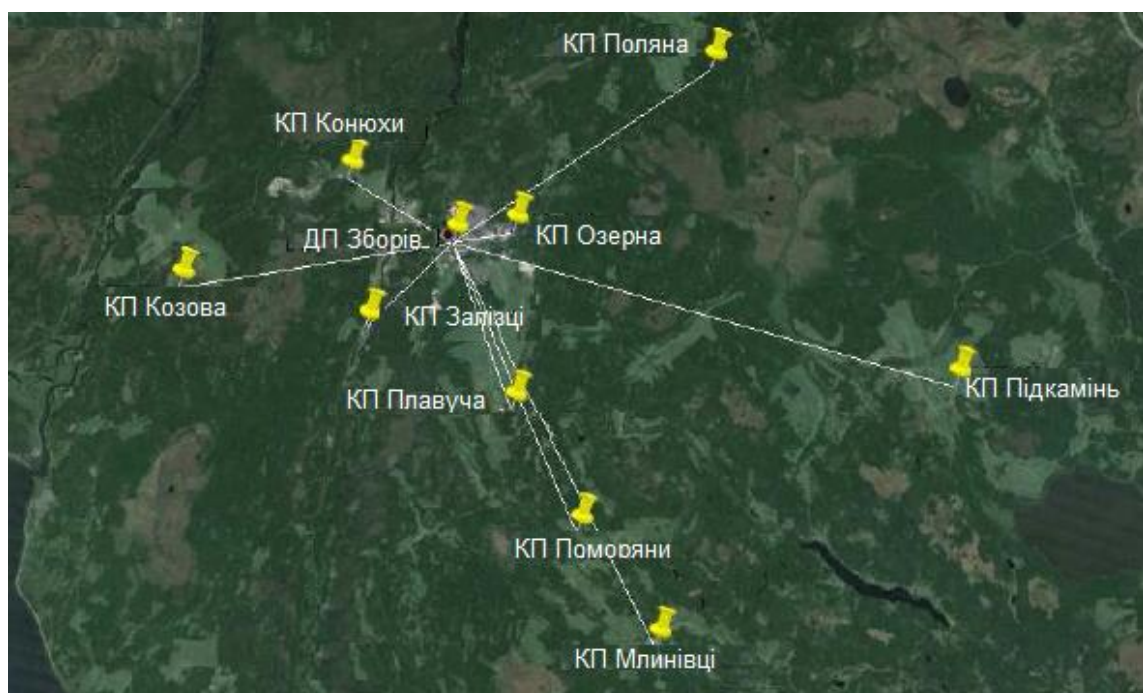 КП Поляна
КП Конюхи
КП Озерна
ДП Зборів
КП Козова
КП Залізці
КП Підкамінь
КП Плавуча
КП Поморяни
КП Млинівці